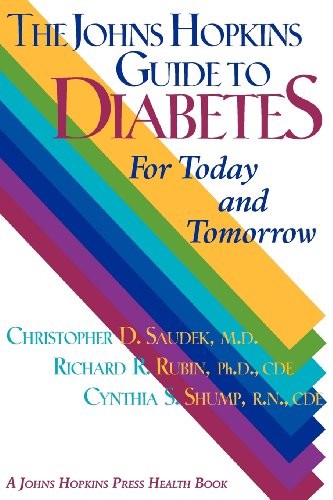 THE JOHNS HOPKINS
GUIDE TO
DIABETES
For Today
and
Tomorrow
CHRISTOPHER D. SAUDEK, M.D.
RICHARD R. RUBIN, Ph.D., CDE
CYNTHIA S. SHUMP, R.N., CDE
A JOHNS HOPKINS PRESS HEALTH BOOK